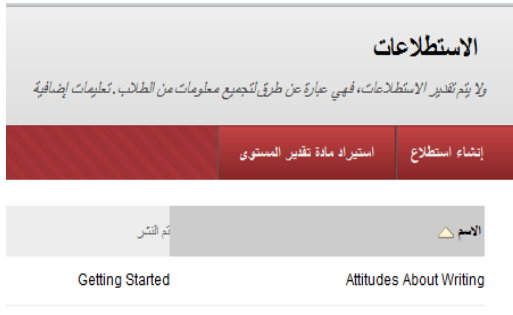 الاستطلاعات
ولا يتم تقدير الاستطلاعات، فهي عبارة عن طرق لتجميع معلومات من الطلاب. تعليمات إضافية
إنشاء استطلاع استيراد مادة تقدير المستوى
الاسم تم النشر
Attitudes About Writing Getting Started